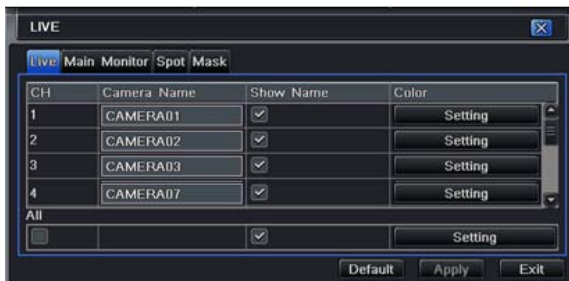 LIVE
Live Main Monitor Spot Mask
CH Camera Name Show Name Color
1 CAMERA01 Setting
2 CAMERA02 Setting
3 CAMERA03 Setting
4 CAMERA07 Setting
All
Setting
Default Apply Exit